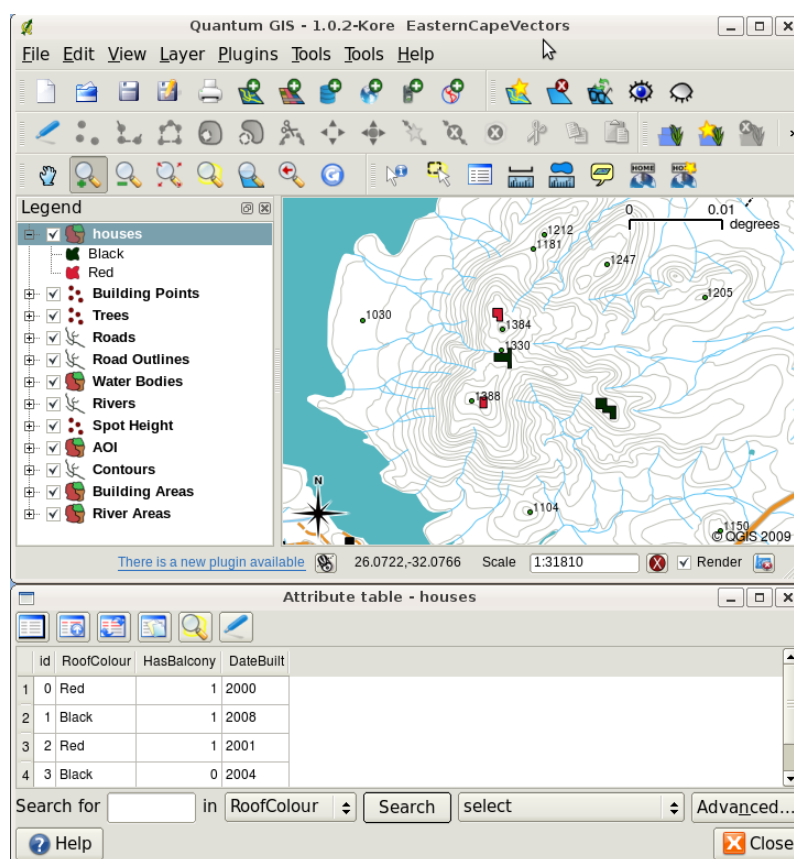 Quantum GIS - 1.0.2-Kore EasternCapeVectors
File Edit View Layer Plugins Tools Tools Help
Legend
houses
Black
Red
Building Points
Trees
Roads
Road Outlines
Water Bodies
Rivers
Spot Height
AOI
Contours
Building Areas
River Areas
0 0.01
degrees
1212
1181
1247
1205
1030
1384
1330
1388
1104
1150
N
© QGIS 2009
There is a new plugin available 26.0722,-32.0766 Scale 1:31810 Render
Attribute table - houses
id RoofColour HasBalcony DateBuilt
1 0 Red 1 2000
2 1 Black 1 2008
3 2 Red 1 2001
4 3 Black 0 2004
Search for in RoofColour Search select Advanced...
Help Close